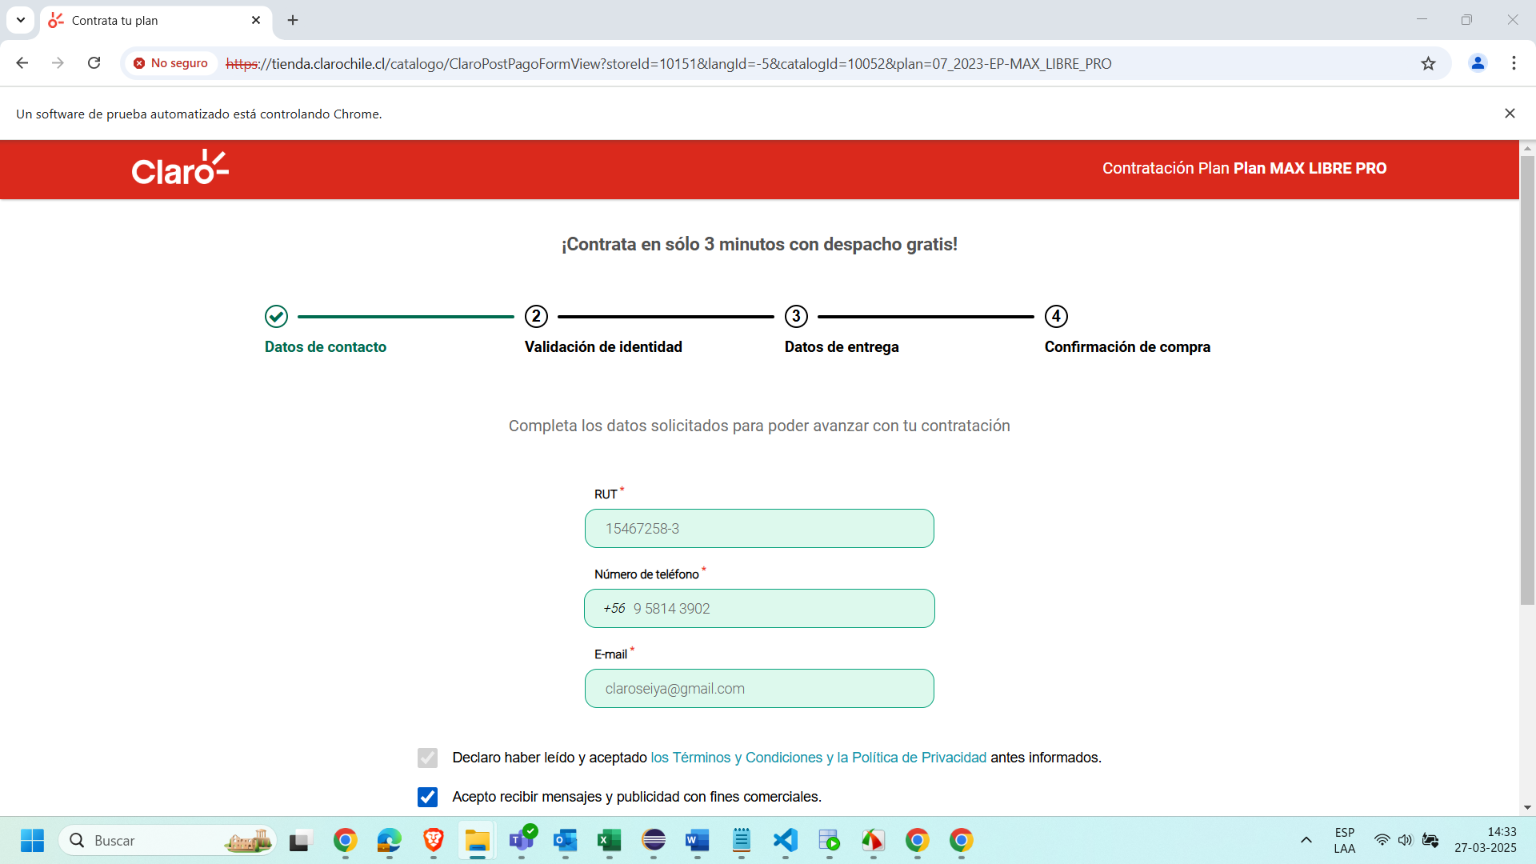 Contrata tu plan
No seguro
https://tienda.clarochile.cl/catalogo/ClaroPostPagoFormView?storeId=10151&langId=-5&catalogId=10052&plan=07_2023-EP-MAX_LIBRE_PRO
Un software de prueba automatizado está controlando Chrome.
Claro
Contratación Plan Plan MAX LIBRE PRO
¡Contrata en sólo 3 minutos con despacho gratis!
2
3
4
Datos de contacto
Validación de identidad
Datos de entrega
Confirmación de compra
Completa los datos solicitados para poder avanzar con tu contratación
RUT *
15467258-3
Número de teléfono *
+56 9 5814 3902
E-mail *
claroseiya@gmail.com
Declaro haber leído y aceptado los Términos y Condiciones y la Política de Privacidad antes informados.
Acepto recibir mensajes y publicidad con fines comerciales.
Buscar
ESP
LAA
14:33
27-03-2025